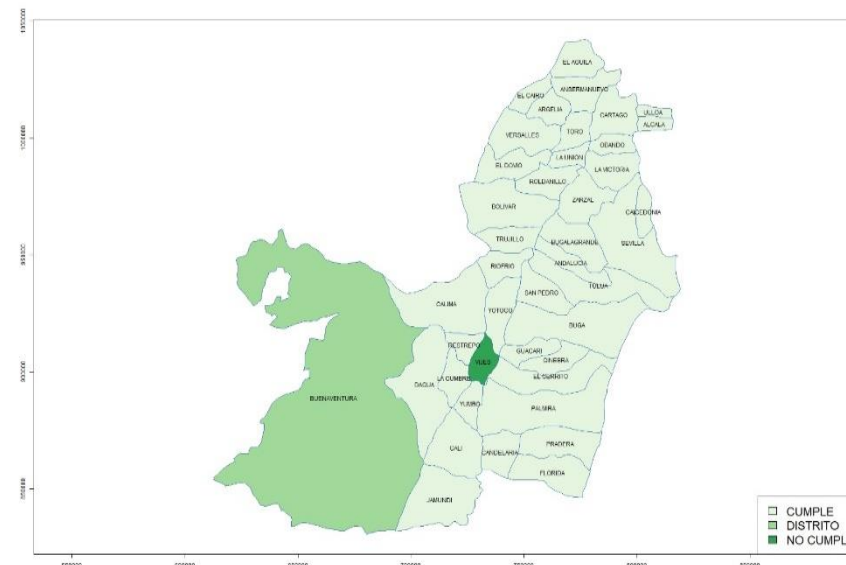 EL AGUILA
ANSERMANUEVO
EL CAIRO
ARGELIA
CARTAGO
ULLOA
ALCALA
VERSALLES
TORO
OBANDO
LA UNION
EL DOVIO
LA VICTORIA
ROLDANILLO
ZARZAL
BOLIVAR
CAICEDONIA
TRUJILLO
BUGALAGRANDE
SEVILLA
ANDALUCIA
RIOFRIO
TULUA
SAN PEDRO
CALIMA
YOTOCO
BUGA
RESTREPO
GUACARI
GINEBRA
EL CERRITO
LA CUMBRE
DAGUA
BUENAVENTURA
YUMBO
PALMIRA
PRADERA
CALI
CANDELARIA
FLORIDA
JAMUNDI
CUMPLE
DISTRITO
NO CUMPL